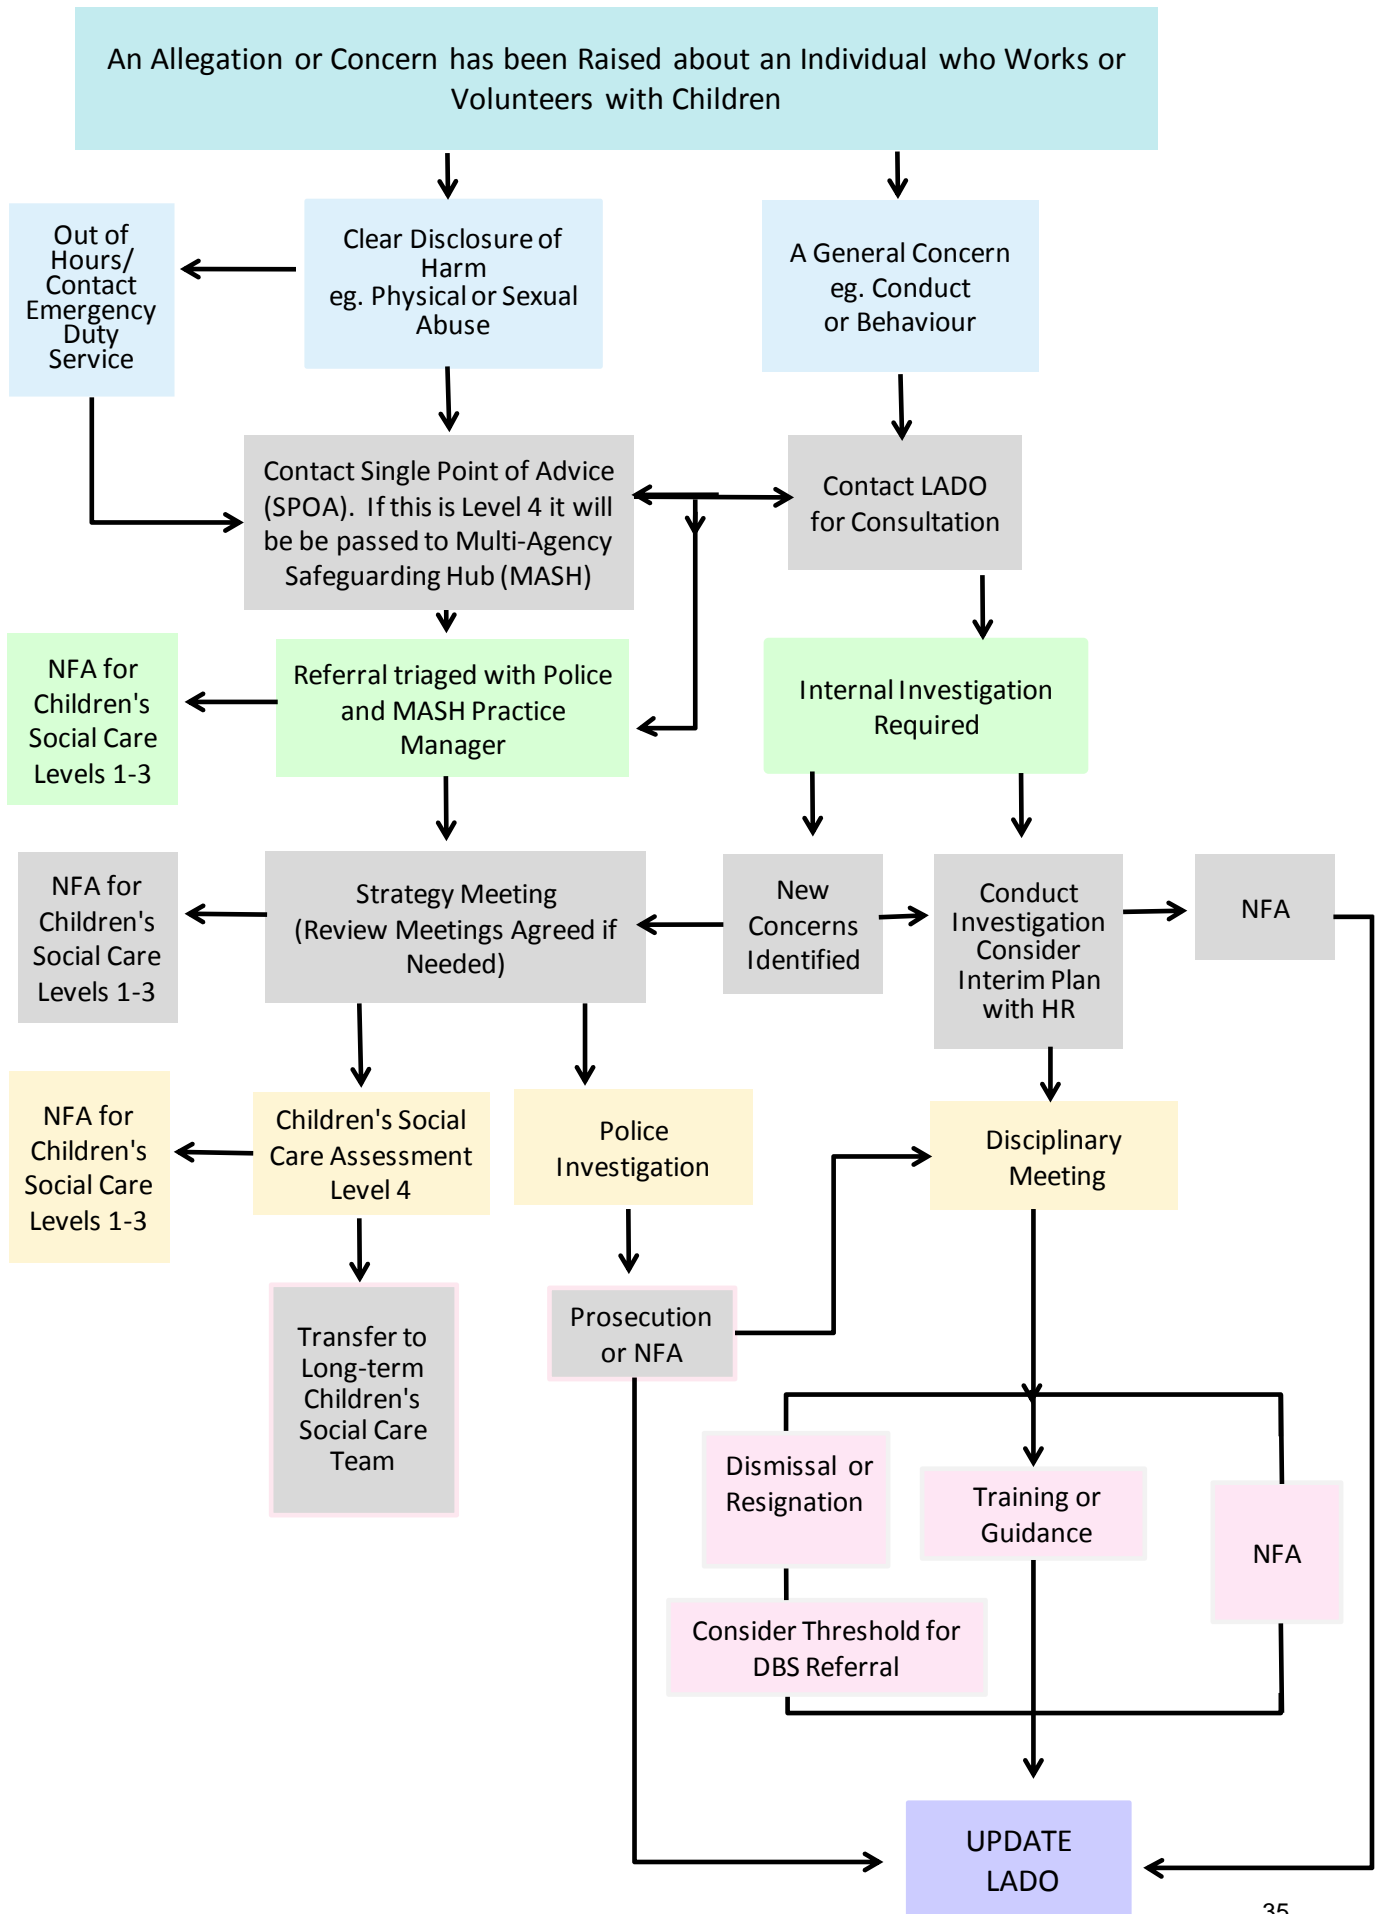 An Allegation or Concern has been Raised about an Individual who Works or
Volunteers with Children
Out of
Hours/
Contact
Emergency
Duty
Service
Clear Disclosure of
Harm
eg. Physical or Sexual
Abuse
A General Concern
eg. Conduct
or Behaviour
Contact Single Point of Advice
(SPOA). If this is Level 4 it will
be be passed to Multi-Agency
Safeguarding Hub (MASH)
Contact LADO
for Consultation
NFA for
Children's
Social Care
Levels 1-3
Referral triaged with Police
and MASH Practice
Manager
Internal Investigation
Required
NFA for
Children's
Social Care
Levels 1-3
Strategy Meeting
(Review Meetings Agreed if
Needed)
New
Concerns
Identified
Conduct
Investigation
Consider
Interim Plan
with HR
NFA
NFA for
Children's
Social Care
Levels 1-3
Children's Social
Care Assessment
Level 4
Police
Investigation
Disciplinary
Meeting
Transfer to
Long-term
Children's
Social Care
Team
Prosecution
or NFA
Dismissal or
Resignation
Training or
Guidance
NFA
Consider Threshold for
DBS Referral
UPDATE
LADO
35